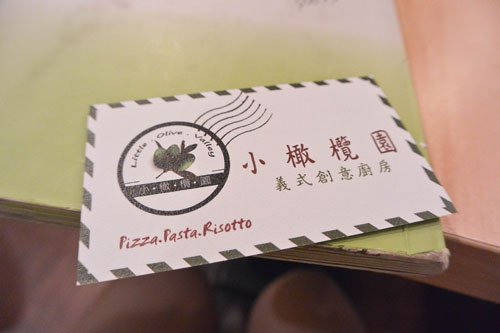 Little · Olive · Valley
小·橄·欖·園
小橄欖園
義式創意廚房
Pizza.Pasta.Risotto